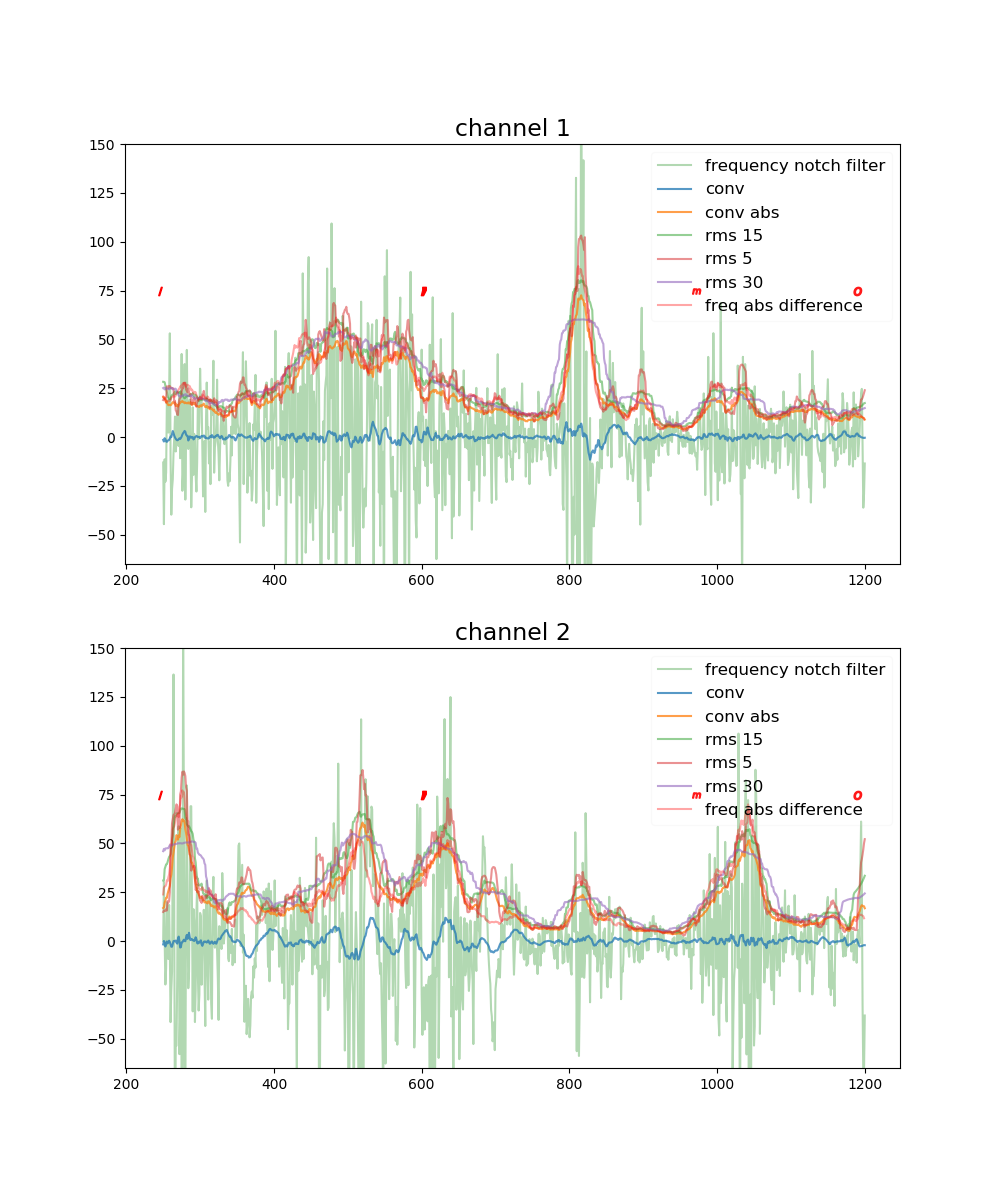 channel 1
150
125
100
75
50
25
0
−25
−50
frequency notch filter
conv
conv abs
rms 15
rms 5
rms 30
freq abs difference
ı , m o
200 400 600 800 1000 1200
channel 2
150
125
100
75
50
25
0
−25
−50
frequency notch filter
conv
conv abs
rms 15
rms 5
rms 30
freq abs difference
ı , m o
200 400 600 800 1000 1200